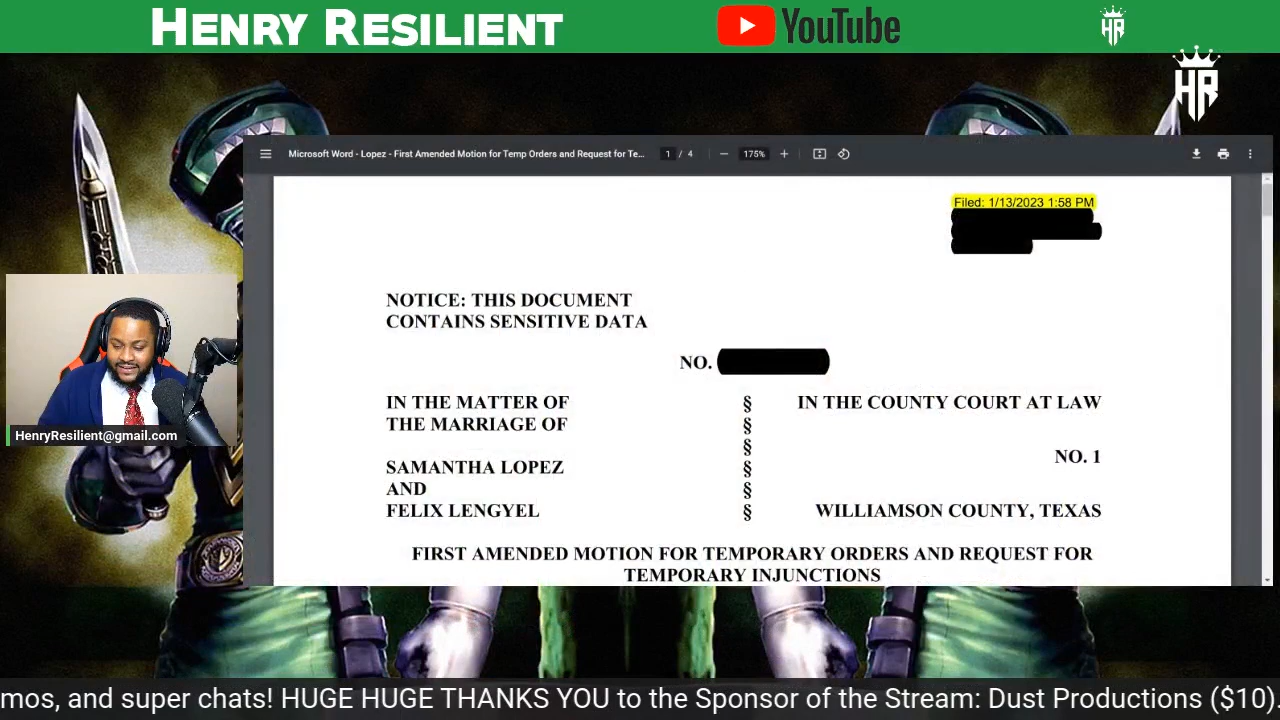 HENRY RESILIENT
YouTube
HR
HR
Microsoft Word - Lopez - First Amended Motion for Temp Orders and Request for Te...
1 / 4
175%
Filed: 1/13/2023 1:58 PM
NOTICE: THIS DOCUMENT
CONTAINS SENSITIVE DATA
NO.
IN THE MATTER OF § IN THE COUNTY COURT AT LAW
THE MARRIAGE OF §
§ NO. 1
SAMANTHA LOPEZ §
AND §
FELIX LENGYEL § WILLIAMSON COUNTY, TEXAS
FIRST AMENDED MOTION FOR TEMPORARY ORDERS AND REQUEST FOR
TEMPORARY INJUNCTIONS
HenryResilient@gmail.com
mos, and super chats! HUGE HUGE THANKS YOU to the Sponsor of the Stream: Dust Productions ($10)